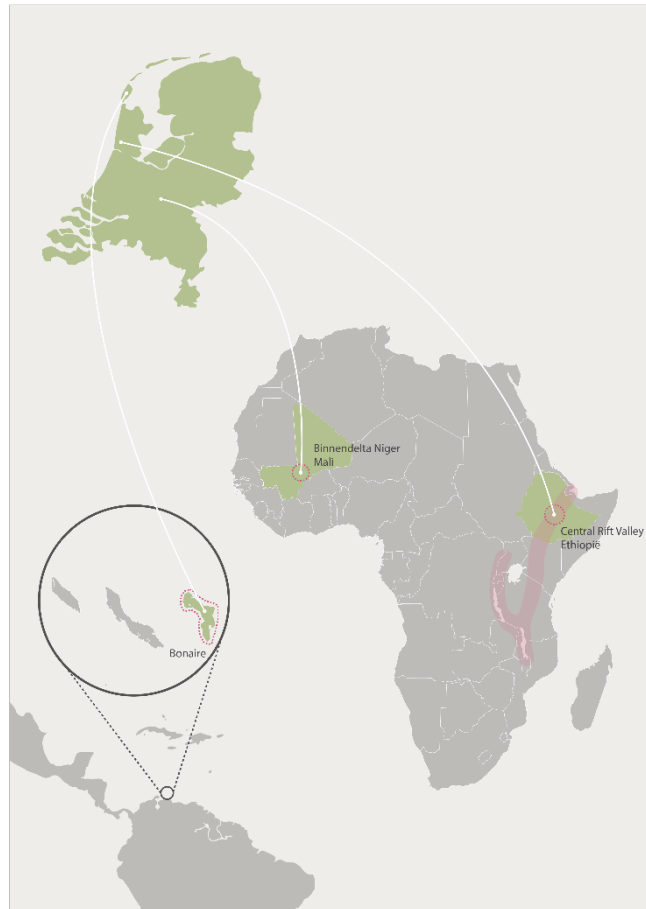 Binnendelta Niger
Mali
Central Rift Valley
Ethiopië
Bonaire